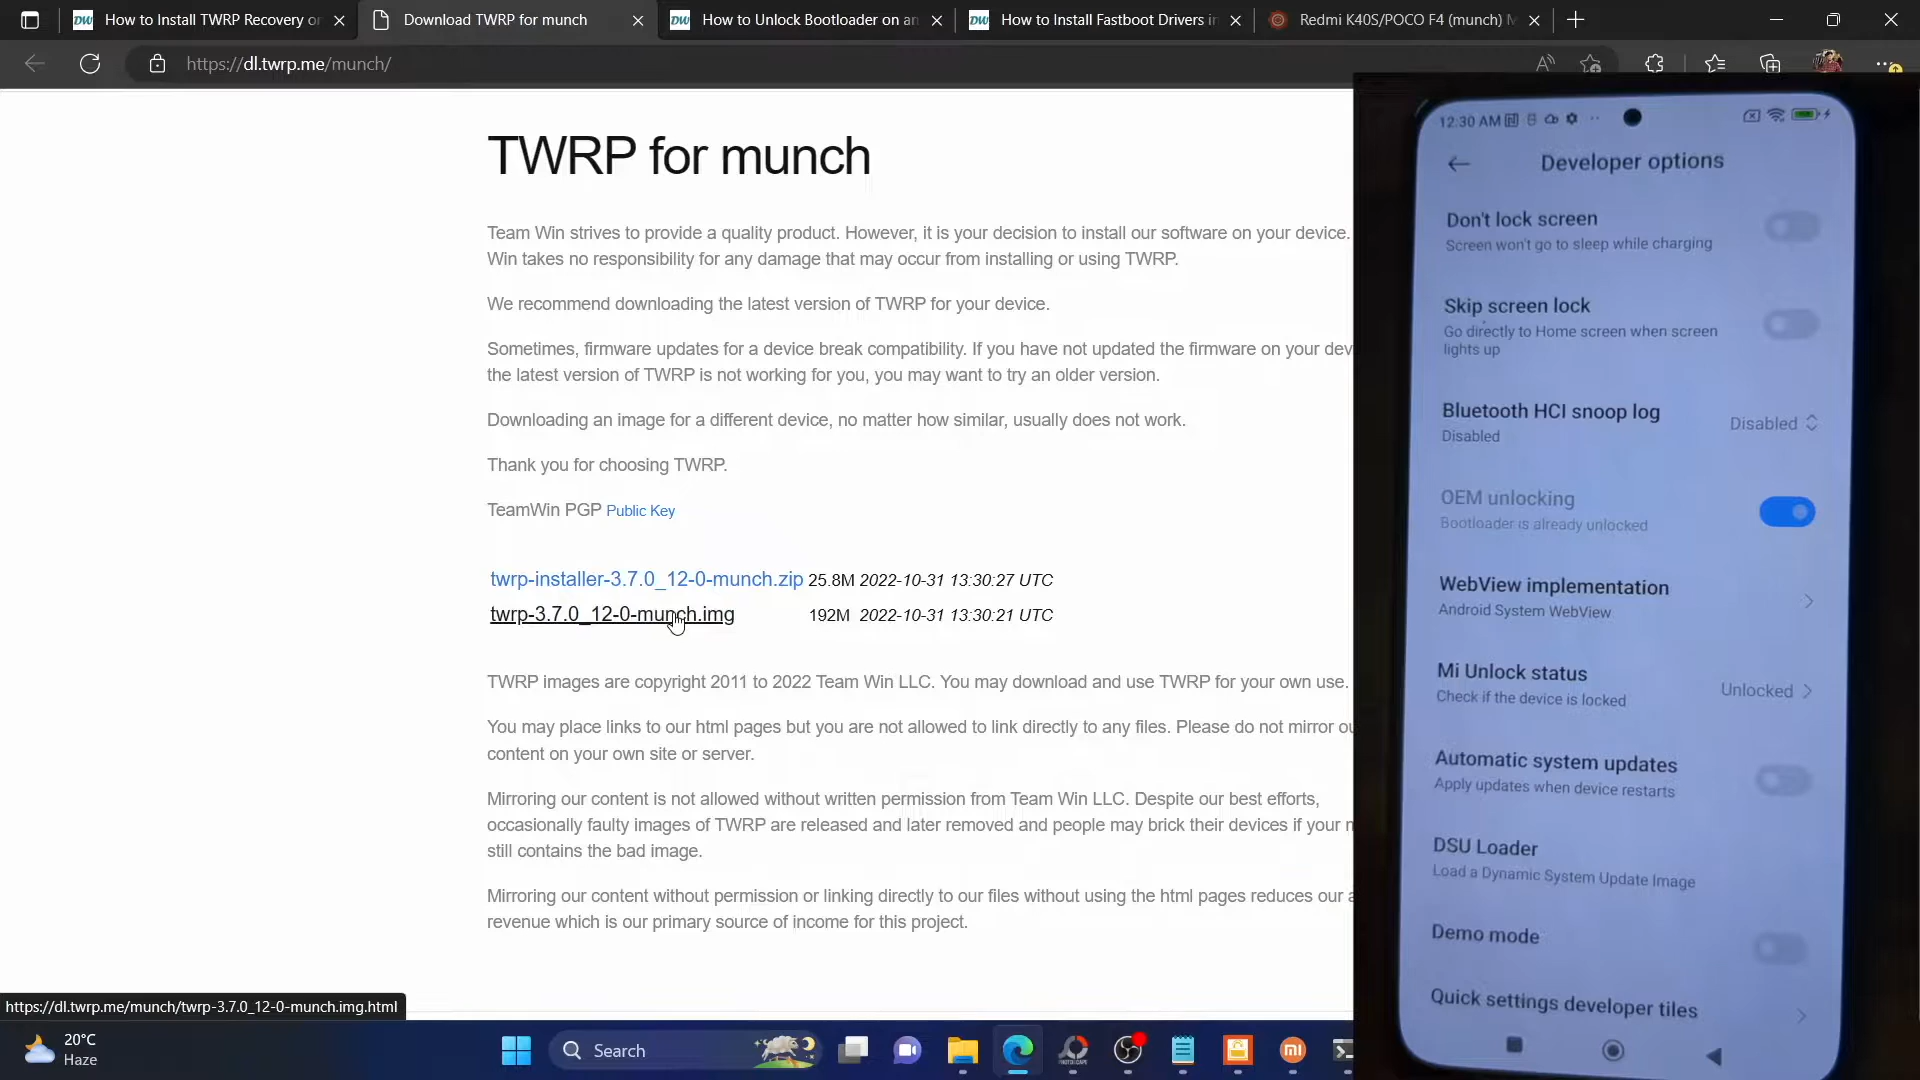 How to Install TWRP Recovery or
Download TWRP for munch
How to Unlock Bootloader on an
How to Install Fastboot Drivers in
Redmi K40S/POCO F4 (munch) M
https://dl.twrp.me/munch/
TWRP for munch
Team Win strives to provide a quality product. However, it is your decision to install our software on your device.
Win takes no responsibility for any damage that may occur from installing or using TWRP.
We recommend downloading the latest version of TWRP for your device.
Sometimes, firmware updates for a device break compatibility. If you have not updated the firmware on your dev
the latest version of TWRP is not working for you, you may want to try an older version.
Downloading an image for a different device, no matter how similar, usually does not work.
Thank you for choosing TWRP.
TeamWin PGP Public Key
twrp-installer-3.7.0_12-0-munch.zip 25.8M 2022-10-31 13:30:27 UTC
twrp-3.7.0_12-0-munch.img 192M 2022-10-31 13:30:21 UTC
TWRP images are copyright 2011 to 2022 Team Win LLC. You may download and use TWRP for your own use.
You may place links to our html pages but you are not allowed to link directly to any files. Please do not mirror ou
content on your own site or server.
Mirroring our content is not allowed without written permission from Team Win LLC. Despite our best efforts,
occasionally faulty images of TWRP are released and later removed and people may brick their devices if your m
still contains the bad image.
Mirroring our content without permission or linking directly to our files without using the html pages reduces our a
revenue which is our primary source of income for this project.
https://dl.twrp.me/munch/twrp-3.7.0_12-0-munch.img.html
20°C
Haze
Search
12:30 AM
Developer options
Don't lock screen
Screen won't go to sleep while charging
Skip screen lock
Go directly to Home screen when screen
lights up
Bluetooth HCI snoop log
Disabled
Disabled
OEM unlocking
Bootloader is already unlocked
WebView implementation
Android System WebView
Mi Unlock status
Check if the device is locked
Unlocked
Automatic system updates
Apply updates when device restarts
DSU Loader
Load a Dynamic System Update Image
Demo mode
Quick settings developer tiles